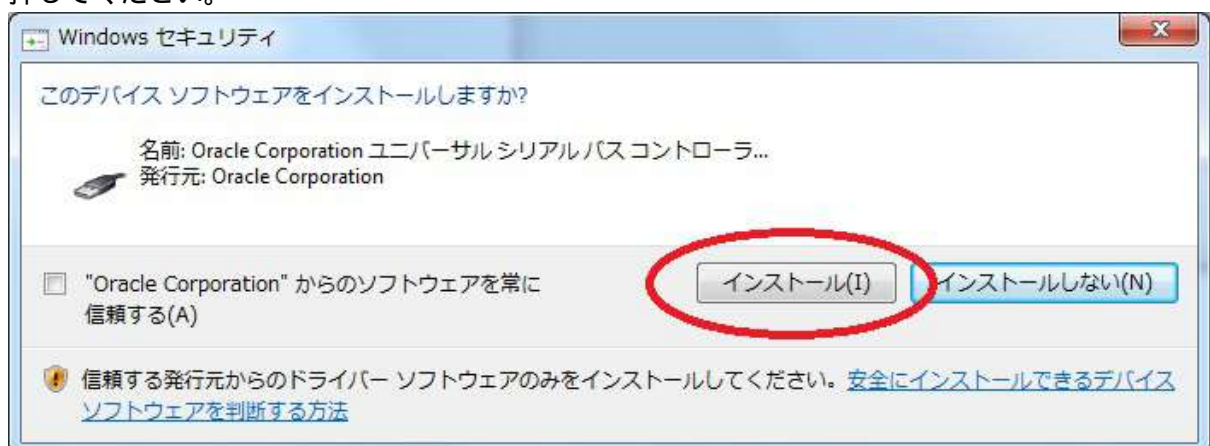 押してください。
Windows セキュリティ
このデバイス ソフトウェアをインストールしますか?
名前: Oracle Corporation ユニバーサル シリアル バス コントローラ...
発行元: Oracle Corporation
"Oracle Corporation" からのソフトウェアを常に
信頼する(A)
インストール(I)
インストールしない(N)
信頼する発行元からのドライバー ソフトウェアのみをインストールしてください。安全にインストールできるデバイス
ソフトウェアを判断する方法